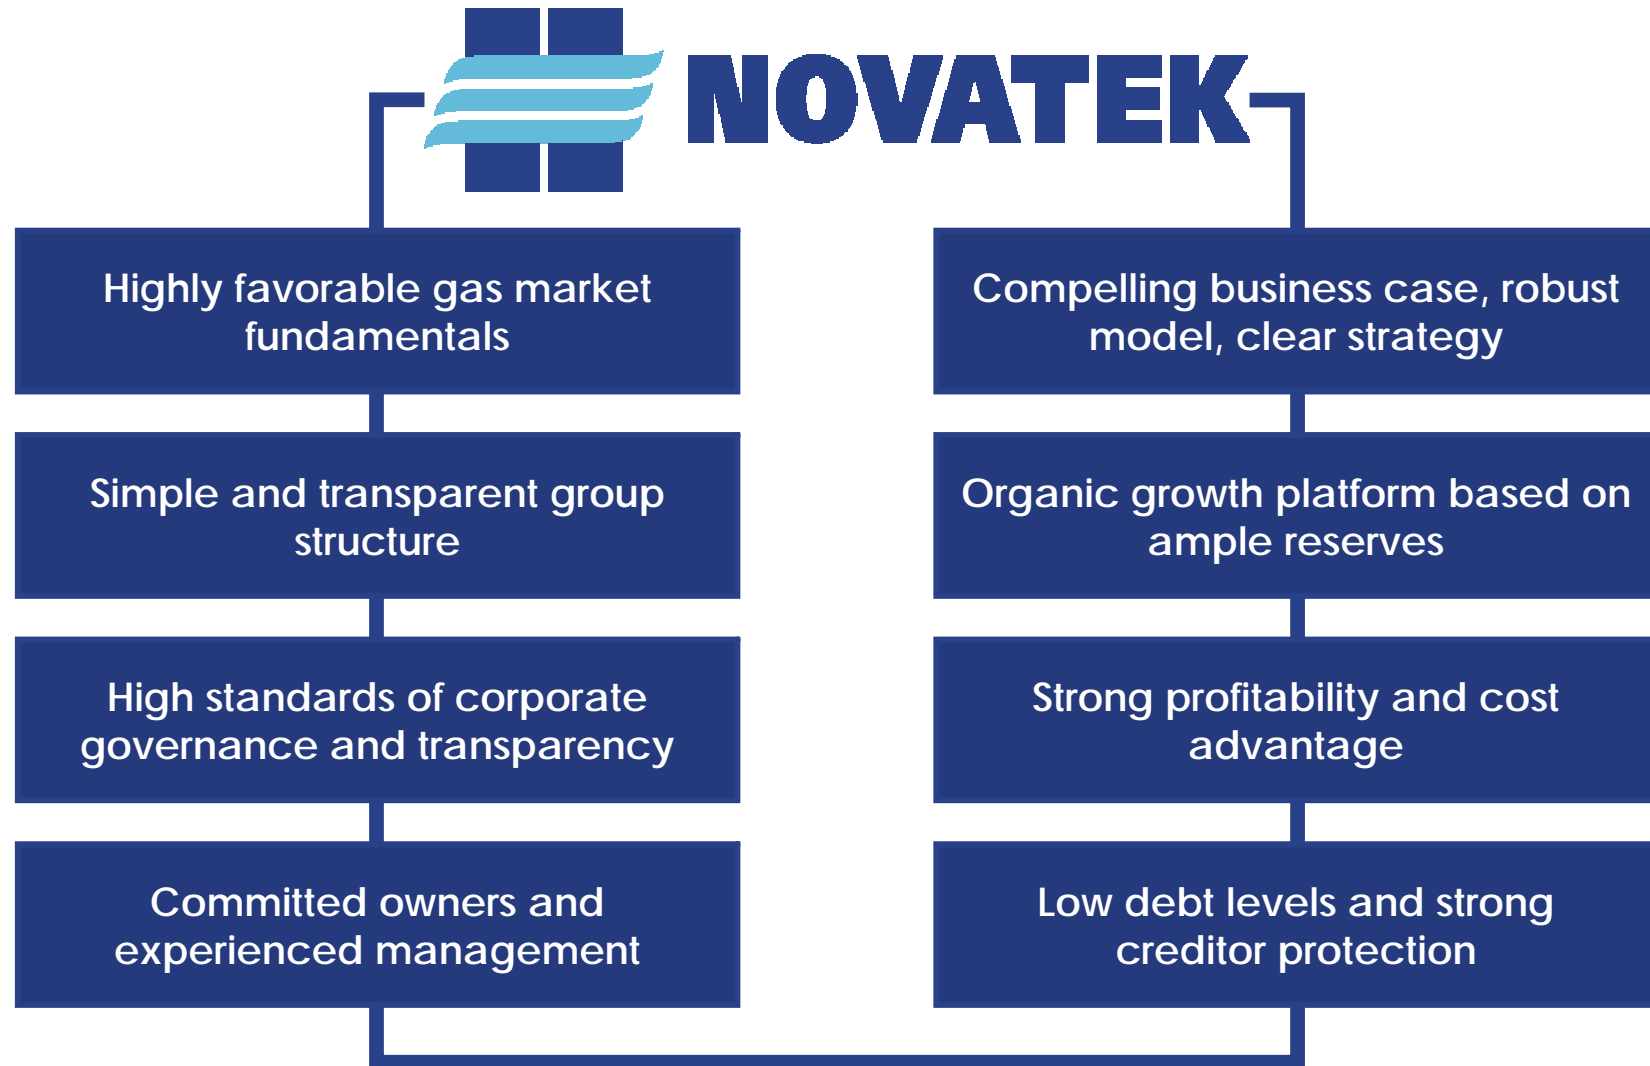 NOVATEK
Highly favorable gas market
fundamentals
Simple and transparent group
structure
High standards of corporate
governance and transparency
Committed owners and
experienced management
Compelling business case, robust
model, clear strategy
Organic growth platform based on
ample reserves
Strong profitability and cost
advantage
Low debt levels and strong
creditor protection